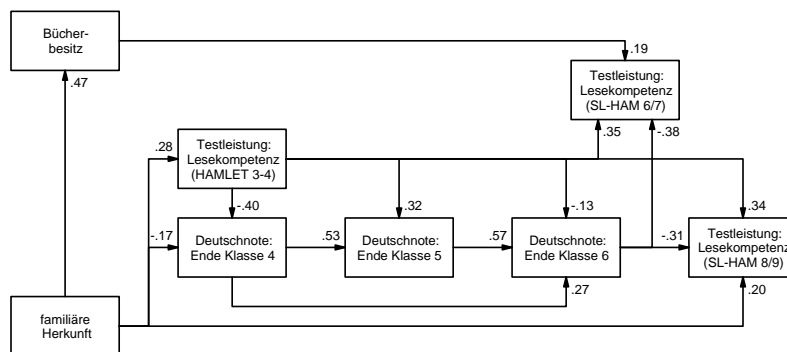 Bücher-
besitz
.47
.19
Testleistung:
Lesekompetenz
(SL-HAM 6/7)
.28
Testleistung:
Lesekompetenz
(HAMLET 3-4)
.35
-.38
-.40
.32
-.13
.34
-.17
Deutschnote:
Ende Klasse 4
.53
Deutschnote:
Ende Klasse 5
.57
Deutschnote:
Ende Klasse 6
-.31
Testleistung:
Lesekompetenz
(SL-HAM 8/9)
.27
.20
familiäre
Herkunft